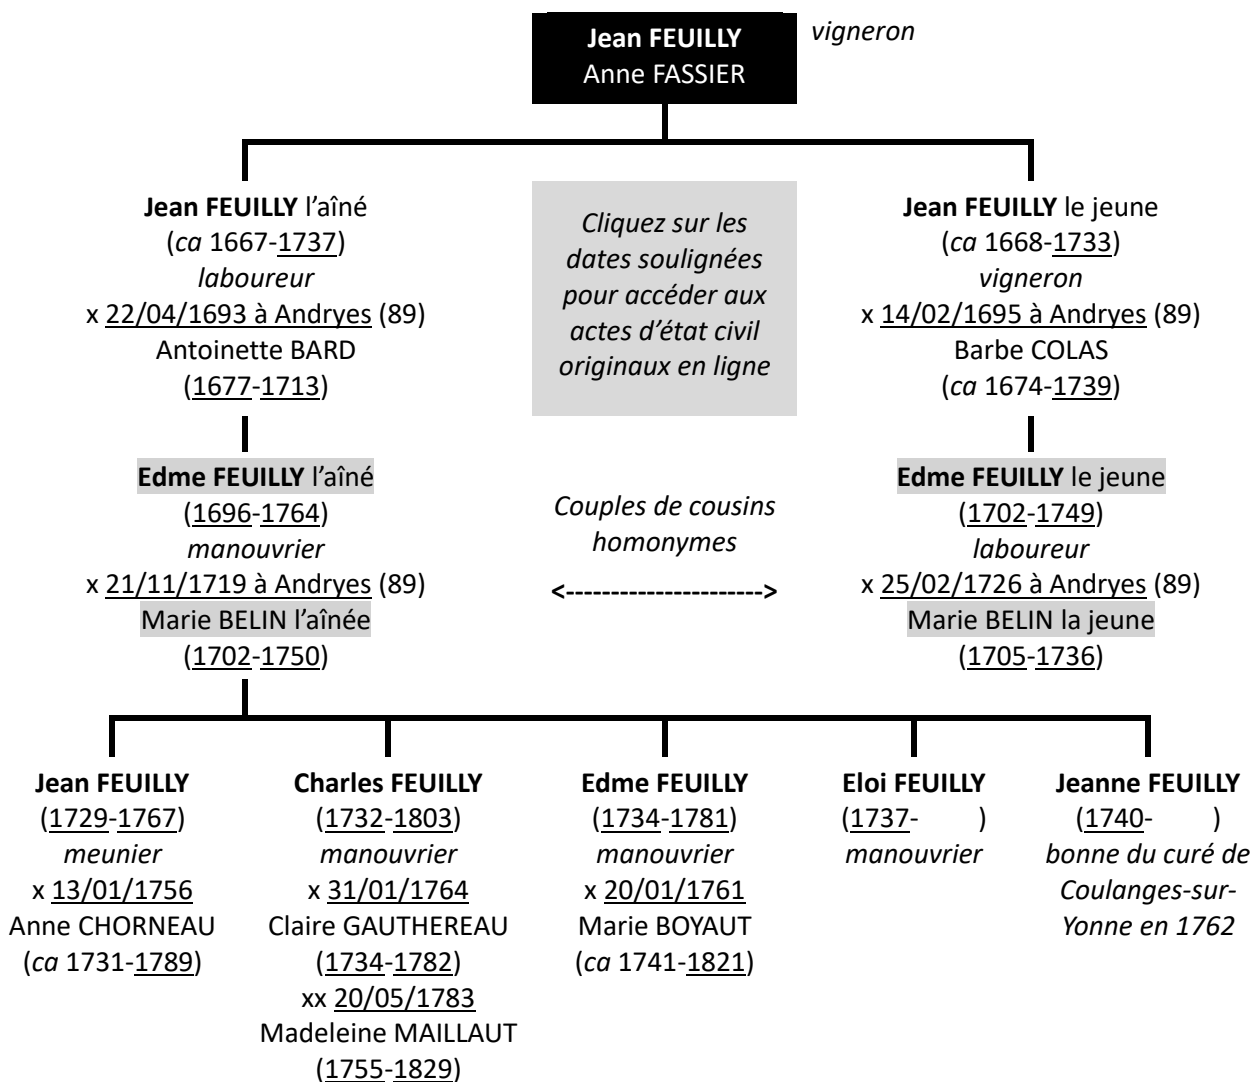 Jean FEUILLY
vigneron
Anne FASSIER
Jean FEUILLY l'aîné
(ca 1667-1737)
laboureur
x 22/04/1693 à Andryes (89)
Antoinette BARD
(1677-1713)
Cliquez sur les
dates soulignées
pour accéder aux
actes d'état civil
originaux en ligne
Jean FEUILLY le jeune
(ca 1668-1733)
vigneron
x 14/02/1695 à Andryes (89)
Barbe COLAS
(ca 1674-1739)
Edme FEUILLY l'aîné
(1696-1764)
manouvrier
x 21/11/1719 à Andryes (89)
Marie BELIN l'aînée
(1702-1750)
Couples de cousins
homonymes
<---------------------->
Edme FEUILLY le jeune
(1702-1749)
laboureur
x 25/02/1726 à Andryes (89)
Marie BELIN la jeune
(1705-1736)
Jean FEUILLY
(1729-1767)
meunier
x 13/01/1756
Anne CHORNEAU
(ca 1731-1789)
Charles FEUILLY
(1732-1803)
manouvrier
x 31/01/1764
Claire GAUTHEREAU
(1734-1782)
xx 20/05/1783
Madeleine MAILLAUT
(1755-1829)
Edme FEUILLY
(1734-1781)
manouvrier
x 20/01/1761
Marie BOYAUT
(ca 1741-1821)
Eloi FEUILLY
(1737- )
manouvrier
Jeanne FEUILLY
(1740- )
bonne du curé de
Coulanges-sur-
Yonne en 1762